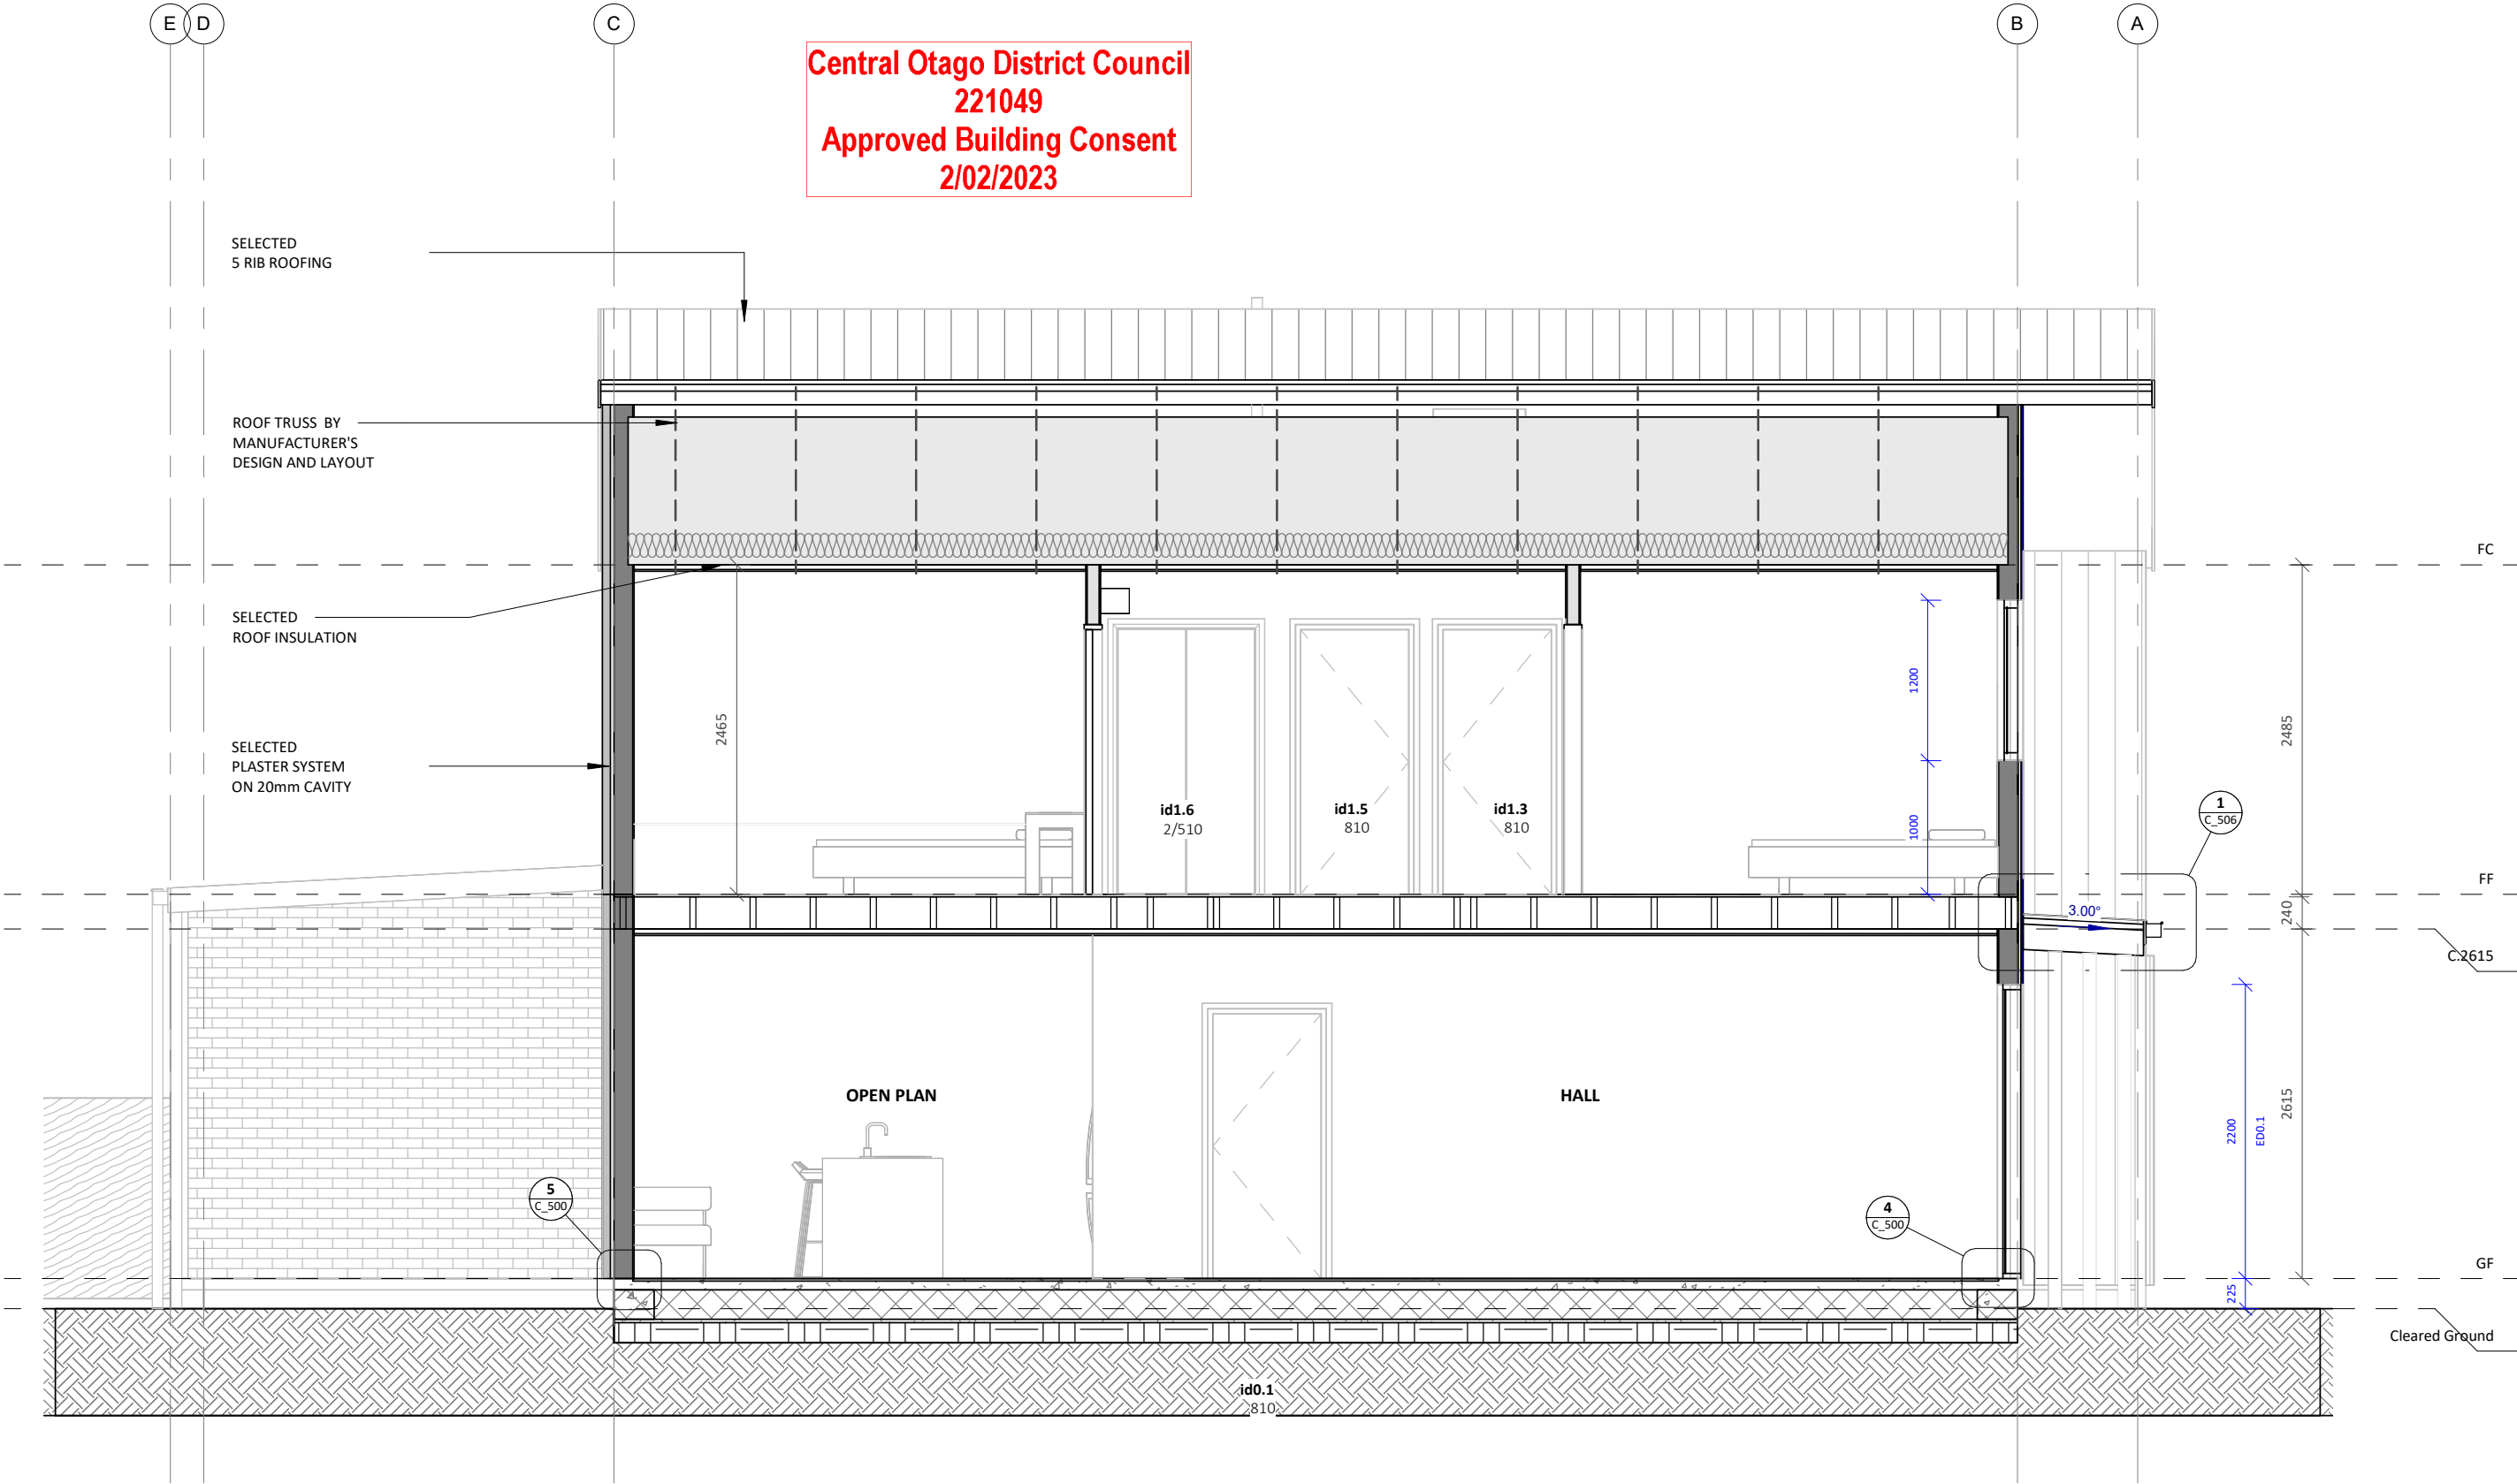 E
D
C
B
A
Central Otago District Council
221049
Approved Building Consent
2/02/2023
SELECTED
5 RIB ROOFING
ROOF TRUSS BY
MANUFACTURER'S
DESIGN AND LAYOUT
SELECTED
ROOF INSULATION
SELECTED
PLASTER SYSTEM
ON 20mm CAVITY
FC
2465
1200
2485
id1.6
2/510
id1.5
810
id1.3
810
1000
1
C_506
FF
3.00°
240
C.2615
OPEN PLAN
HALL
2200
ED0.1
2615
5
C_500
4
C_500
GF
225
Cleared Ground
id0.1
810